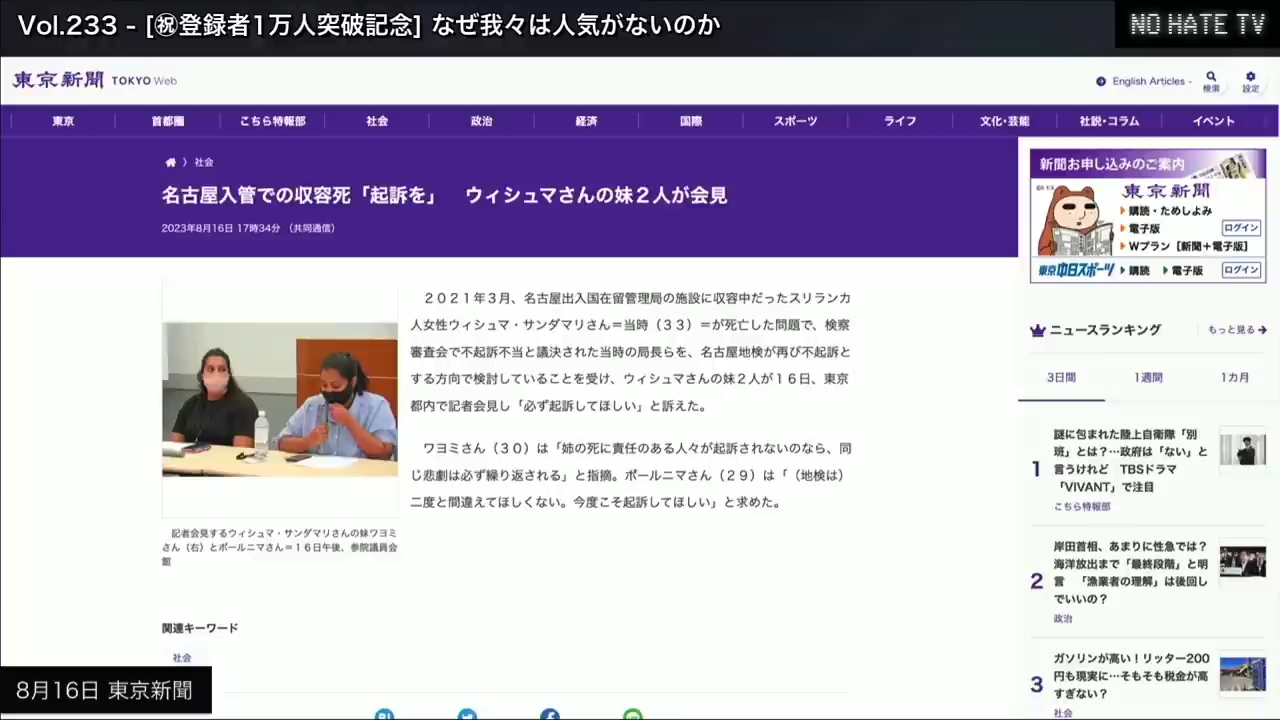 Vol.233 - [㊗登録者1万人突破記念] なぜ我々は人気がないのか
NO HATE TV
東京新聞 TOKYO Web
English Articles
検索
設定
東京
首都圏
こちら特報部
社会
政治
経済
国際
スポーツ
ライフ
文化・芸能
社説・コラム
イベント
社会
名古屋入管での収容死「起訴を」　ウィシュマさんの妹２人が会見
2023年8月16日 17時34分 （共同通信）
２０２１年３月、名古屋出入国在留管理局の施設に収容中だったスリランカ
人女性ウィシュマ・サンダマリさん＝当時（３３）＝が死亡した問題で、検察
審査会で不起訴不当と議決された当時の局長らを、名古屋地検が再び不起訴と
する方向で検討していることを受け、ウィシュマさんの妹２人が１６日、東京
都内で記者会見し「必ず起訴してほしい」と訴えた。
ワヨミさん（３０）は「姉の死に責任のある人々が起訴されないのなら、同
じ悲劇は必ず繰り返される」と指摘。ポールニマさん（２９）は「（地検は）
二度と間違えてほしくない。今度こそ起訴してほしい」と求めた。
記者会見するウィシュマ・サンダマリさんの妹ワヨミ
さん（右）とポールニマさん＝１６日午後、参院議員会
館
関連キーワード
社会
新聞お申し込みのご案内
東京新聞
購読・ためしよみ
電子版
ログイン
Wプラン［新聞＋電子版］
東京中日スポーツ
購読
電子版
ログイン
ニュースランキング
もっと見る
3日間
1週間
1カ月
1
謎に包まれた陸上自衛隊「別
班」とは？…政府は「ない」と
言うけれど　TBSドラマ
「VIVANT」で注目
こちら特報部
2
岸田首相、あまりに性急では？
海洋放出まで「最終段階」と明
言　「漁業者の理解」は後回し
でいいの？
政治
3
ガソリンが高い！リッター200
円も現実に…そもそも税金が高
すぎない？
社会
8月16日 東京新聞